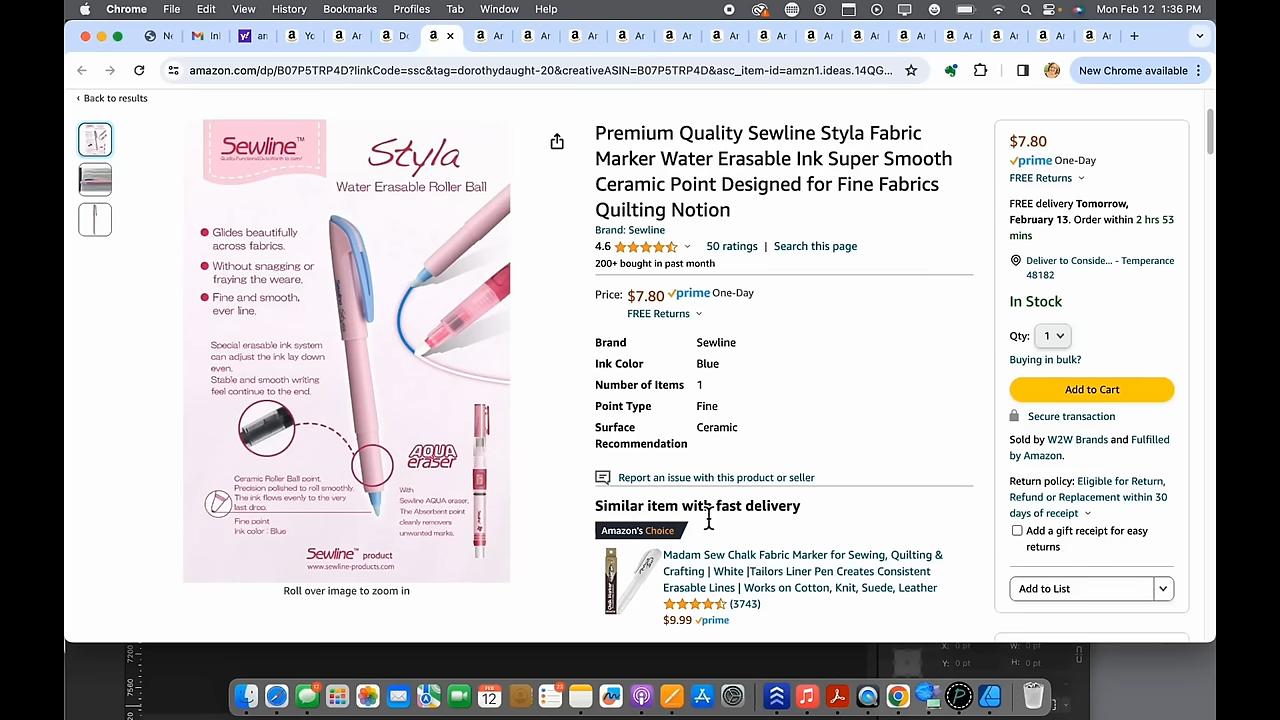 Chrome File Edit View History Bookmarks Profiles Tab Window Help Mon Feb 12 1:36 PM
amazon.com/dp/B07P5TRP4D?linkCode=ssc&tag=dorothydaught-20&creativeASIN=B07P5TRP4D&asc_item-id=amzn1.ideas.14QG...
New Chrome available
Back to results
Sewline™
Styla
Water Erasable Roller Ball
Glides beautifully
across fabrics.
Without snagging or
fraying the weare.
Fine and smooth,
ever line.
Special erasable ink system
can adjust the ink lay down
even.
Stable and smooth writing
feel continue to the end.
AQUA
eraser
Ceramic Roller Ball point.
Precision polished to roll smoothly.
The ink flows evenly to the very
last drop.
Fine point
Ink color : Blue
With
Sewline AQUA eraser,
The Absorbent point
cleanly removers
unwanted marks.
Sewline product
www.sewline-products.com
Roll over image to zoom in
Premium Quality Sewline Styla Fabric
Marker Water Erasable Ink Super Smooth
Ceramic Point Designed for Fine Fabrics
Quilting Notion
Brand: Sewline
4.6 50 ratings | Search this page
200+ bought in past month
Price: $7.80 prime One-Day
FREE Returns
Brand Sewline
Ink Color Blue
Number of Items 1
Point Type Fine
Surface Ceramic
Recommendation
Report an issue with this product or seller
Similar item with fast delivery
Amazon's Choice
Madam Sew Chalk Fabric Marker for Sewing, Quilting &
Crafting | White |Tailors Liner Pen Creates Consistent
Erasable Lines | Works on Cotton, Knit, Suede, Leather
(3743)
$9.99 prime
$7.80
prime One-Day
FREE Returns
FREE delivery Tomorrow,
February 13. Order within 2 hrs 53
mins
Deliver to Conside... - Temperance
48182
In Stock
Qty: 1
Buying in bulk?
Add to Cart
Secure transaction
Sold by W2W Brands and Fulfilled
by Amazon.
Return policy: Eligible for Return,
Refund or Replacement within 30
days of receipt
Add a gift receipt for easy
returns
Add to List